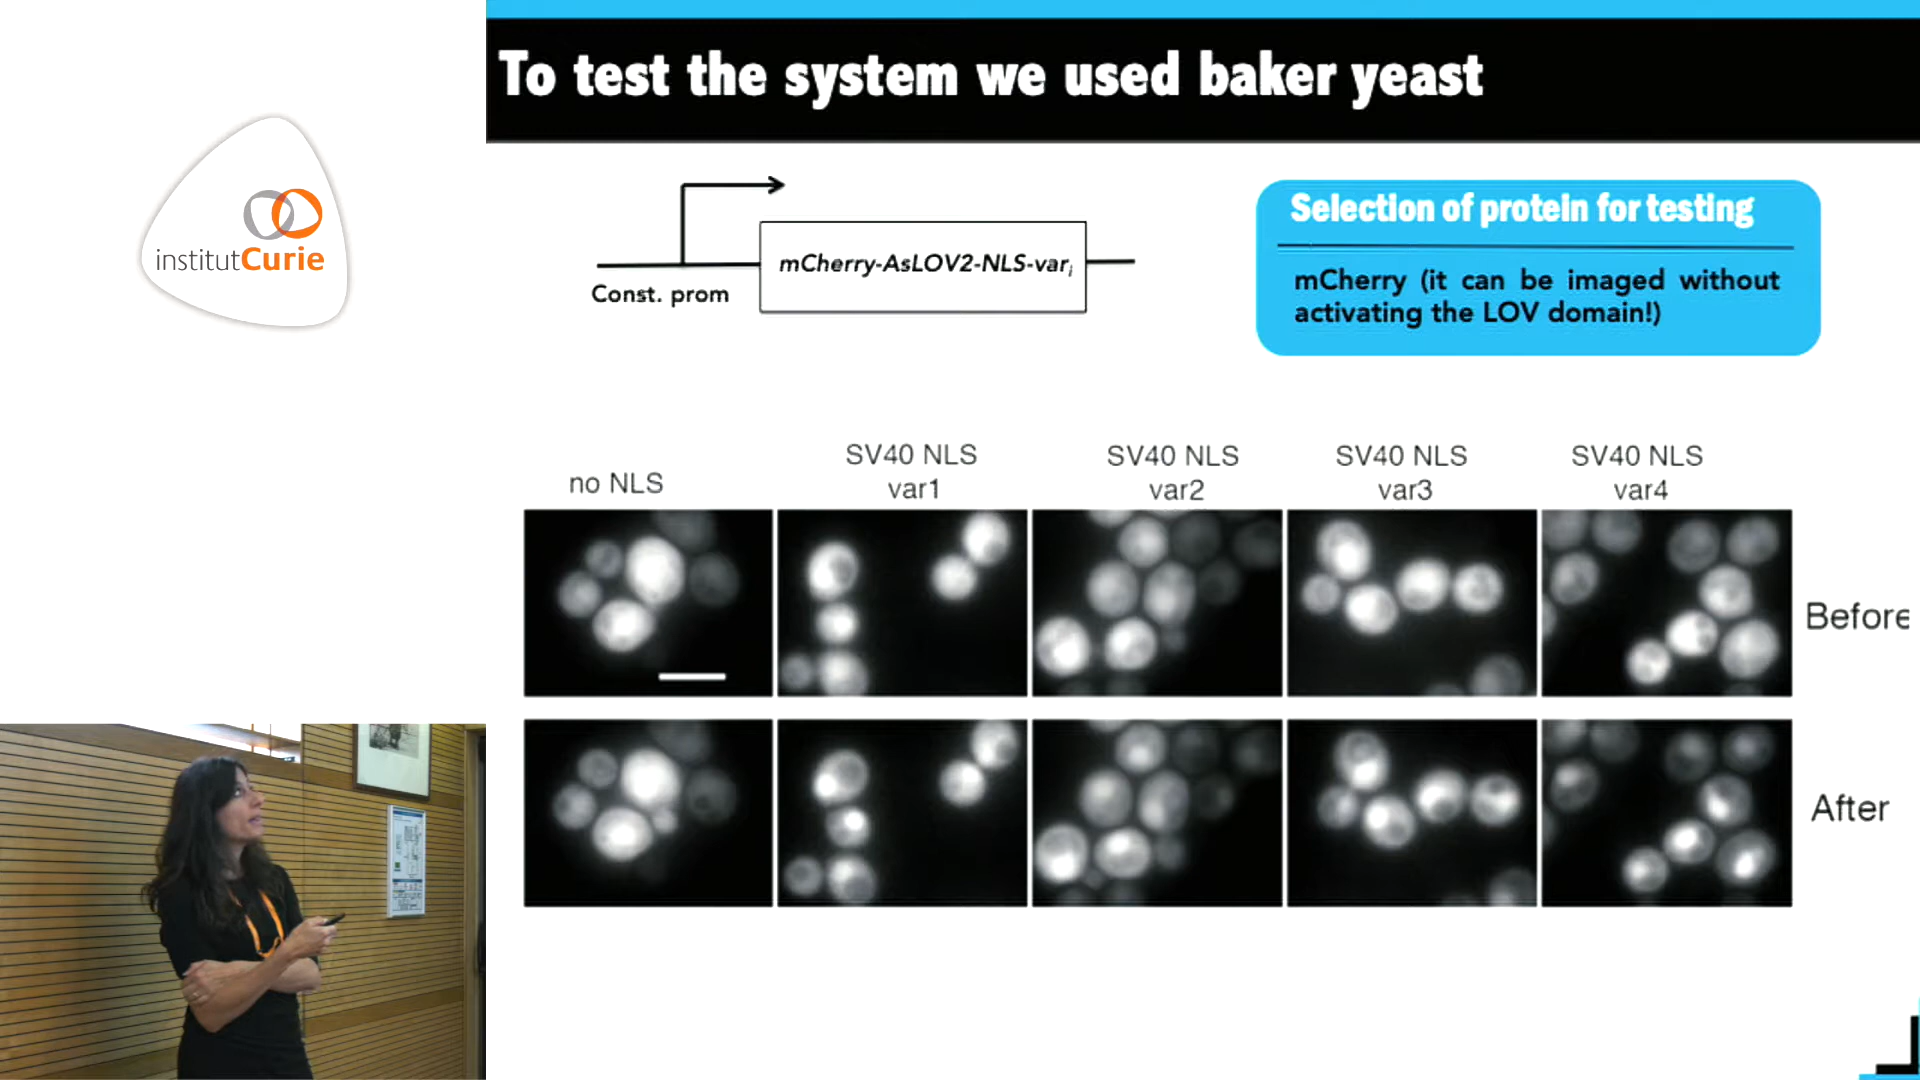 To test the system we used baker yeast
institutCurie
Const. prom
mCherry-AsLOV2-NLS-vari
Selection of protein for testing
mCherry (it can be imaged without
activating the LOV domain!)
no NLS
SV40 NLS
var1
SV40 NLS
var2
SV40 NLS
var3
SV40 NLS
var4
Before
After